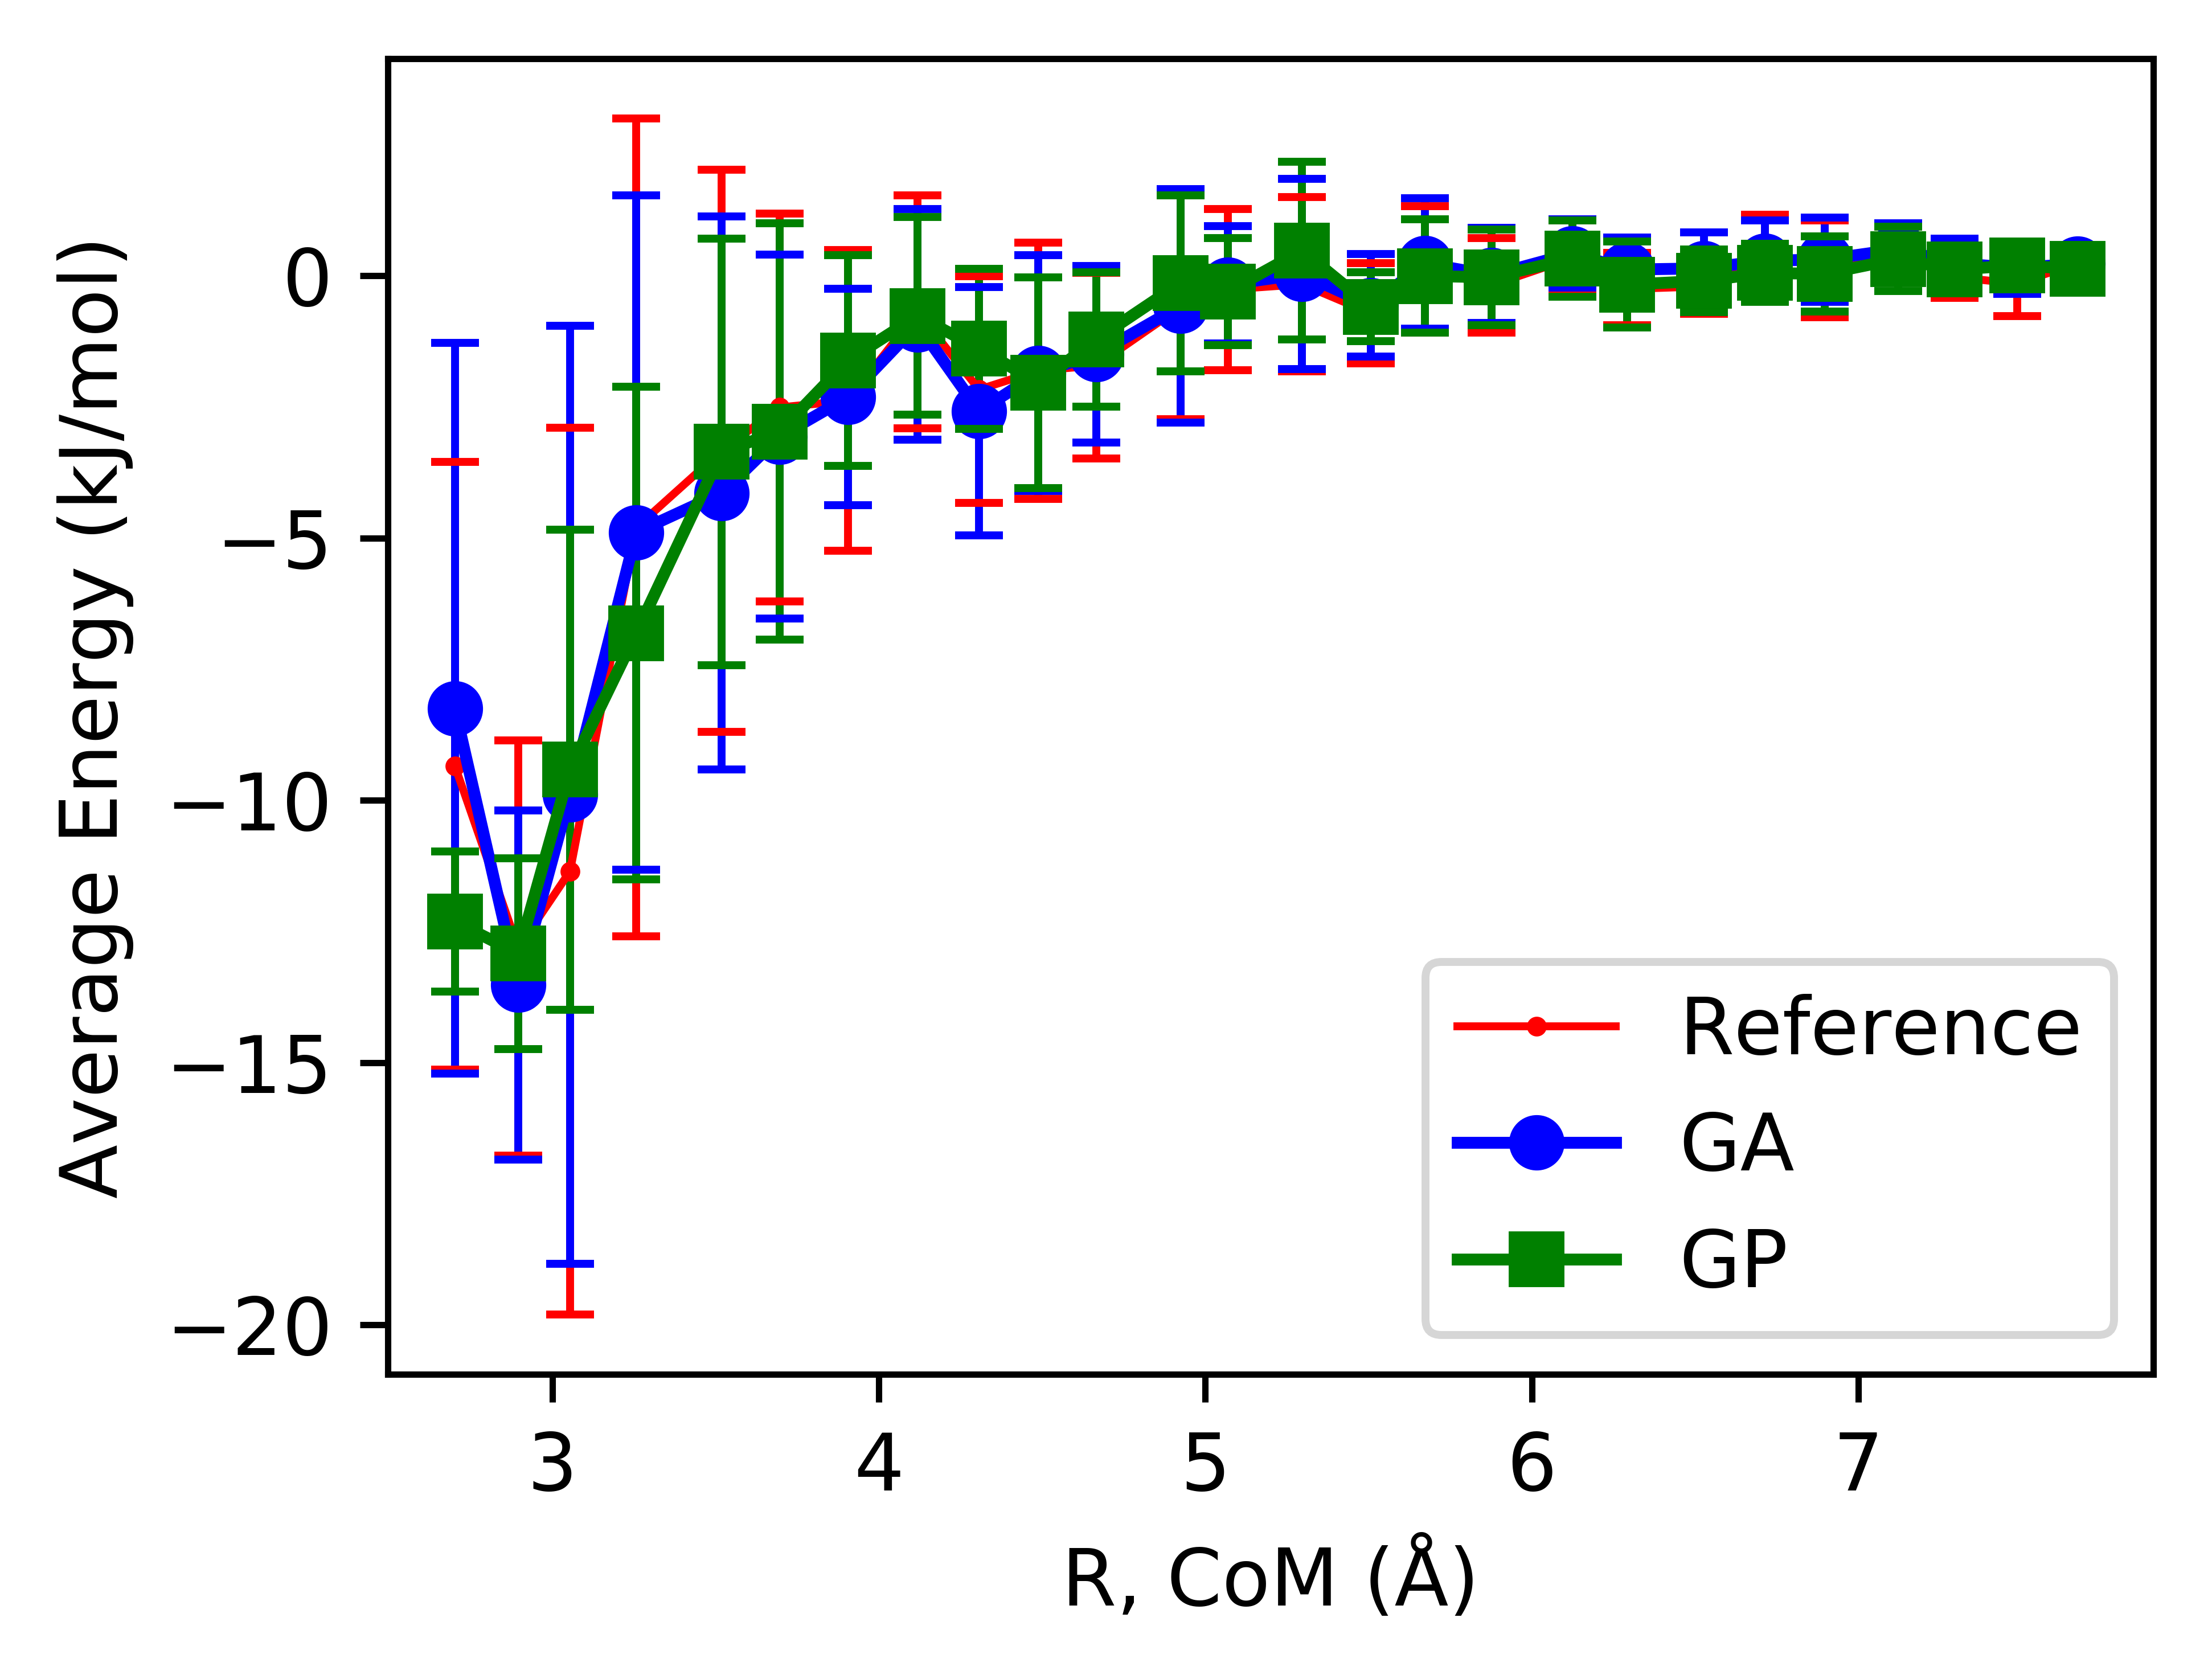 Average Energy (kJ/mol)
0
−5
−10
−15
−20
Reference
GA
GP
3 4 5 6 7
R, CoM (Å)